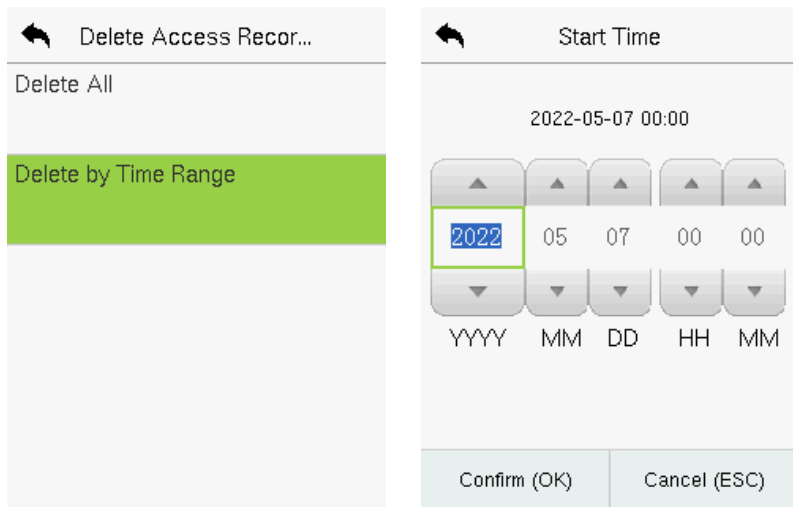 Delete Access Recor...
Delete All
Delete by Time Range
Start Time
2022-05-07 00:00
2022 05 07 00 00
YYYY MM DD HH MM
Confirm (OK) Cancel (ESC)